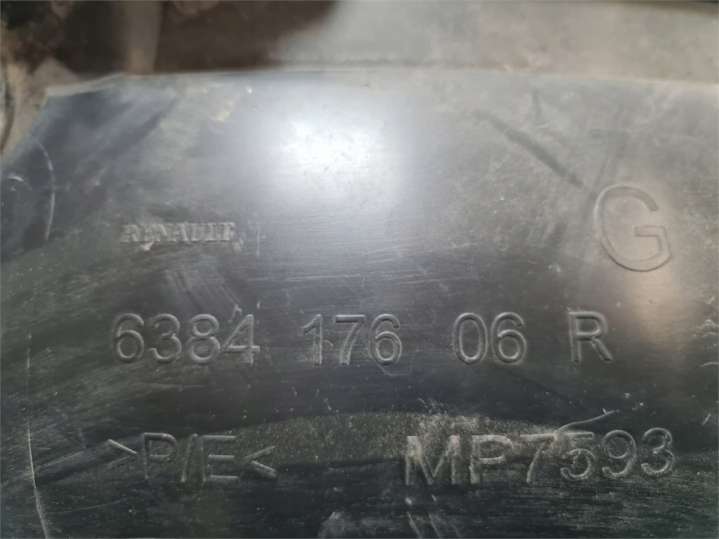 G
RENAULT
6384 176 06 R
>P/E<
MP7593